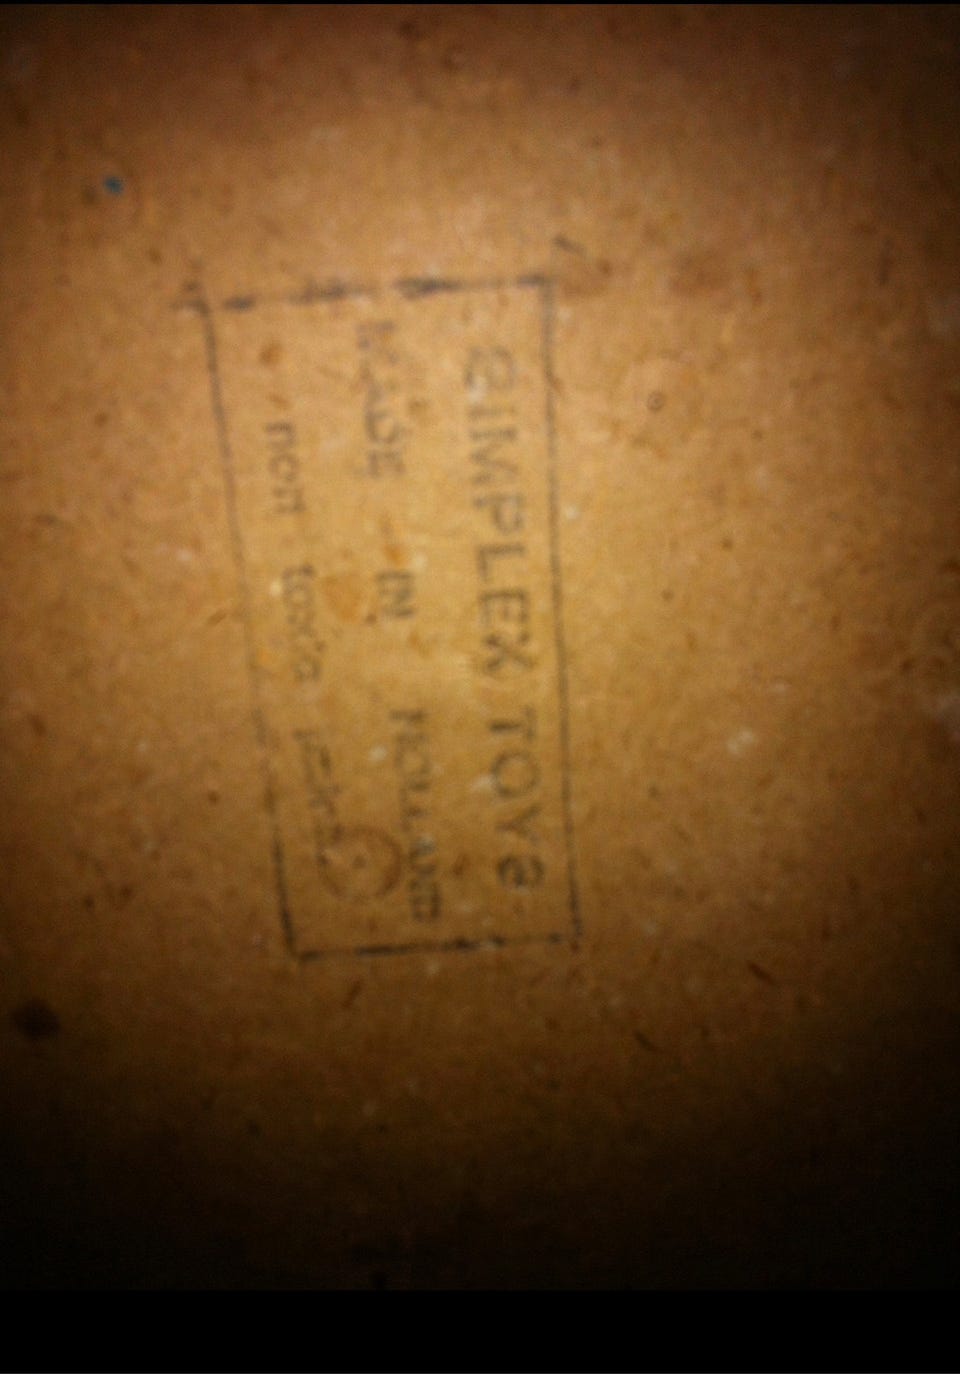 SIMPLEX TOYS
MADE IN HOLLAND
non toxic